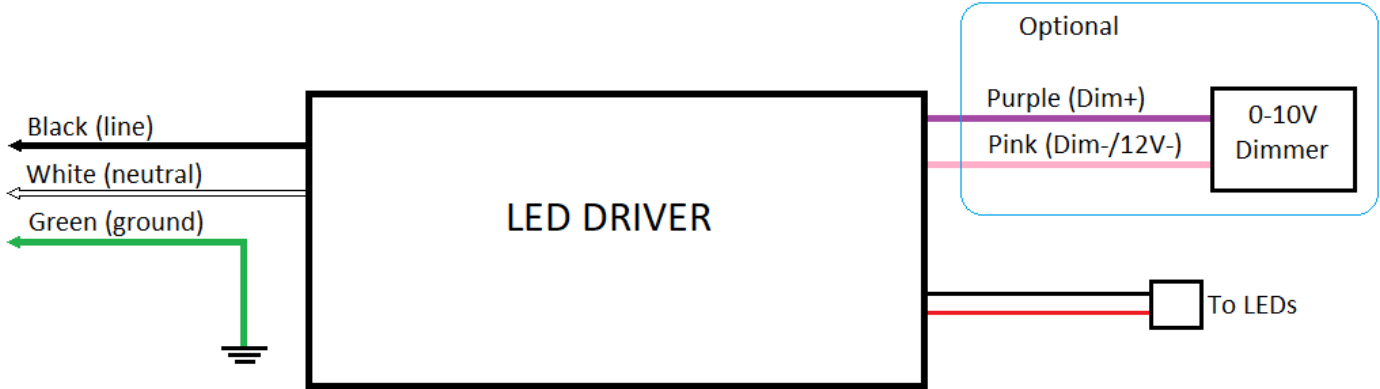 Optional
Purple (Dim+)
Pink (Dim-/12V-)
0-10V
Dimmer
Black (line)
White (neutral)
Green (ground)
LED DRIVER
To LEDs